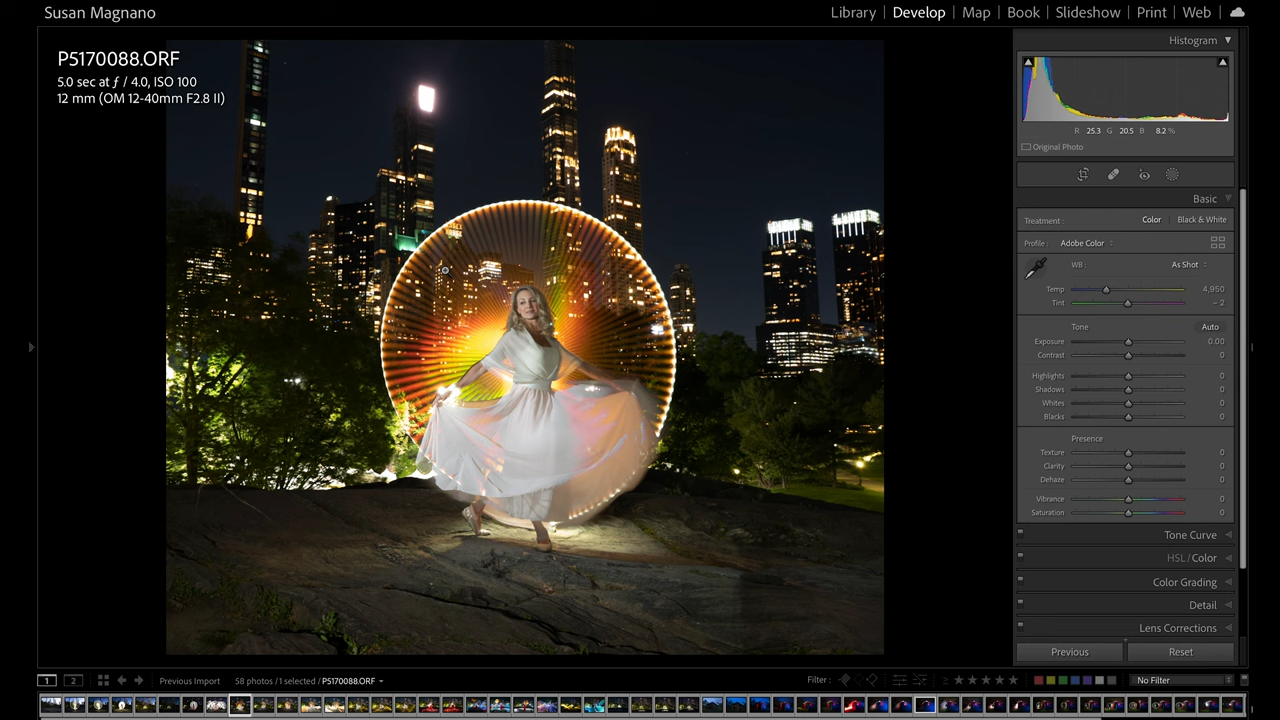 Susan Magnano
Library | Develop | Map | Book | Slideshow | Print | Web |
P5170088.ORF
5.0 sec at ƒ / 4.0, ISO 100
12 mm (OM 12-40mm F2.8 II)
Histogram
R 25.3 G 20.5 B 8.2 %
Original Photo
Basic
Treatment : Color Black & White
Profile : Adobe Color
WB : As Shot
Temp 4,950
Tint – 2
Tone Auto
Exposure 0.00
Contrast 0
Highlights 0
Shadows 0
Whites 0
Blacks 0
Presence
Texture 0
Clarity 0
Dehaze 0
Vibrance 0
Saturation 0
Tone Curve
HSL / Color
Color Grading
Detail
Lens Corrections
Previous Reset
1 2 Previous Import 58 photos / 1 selected / P5170088.ORF Filter : ≥ No Filter